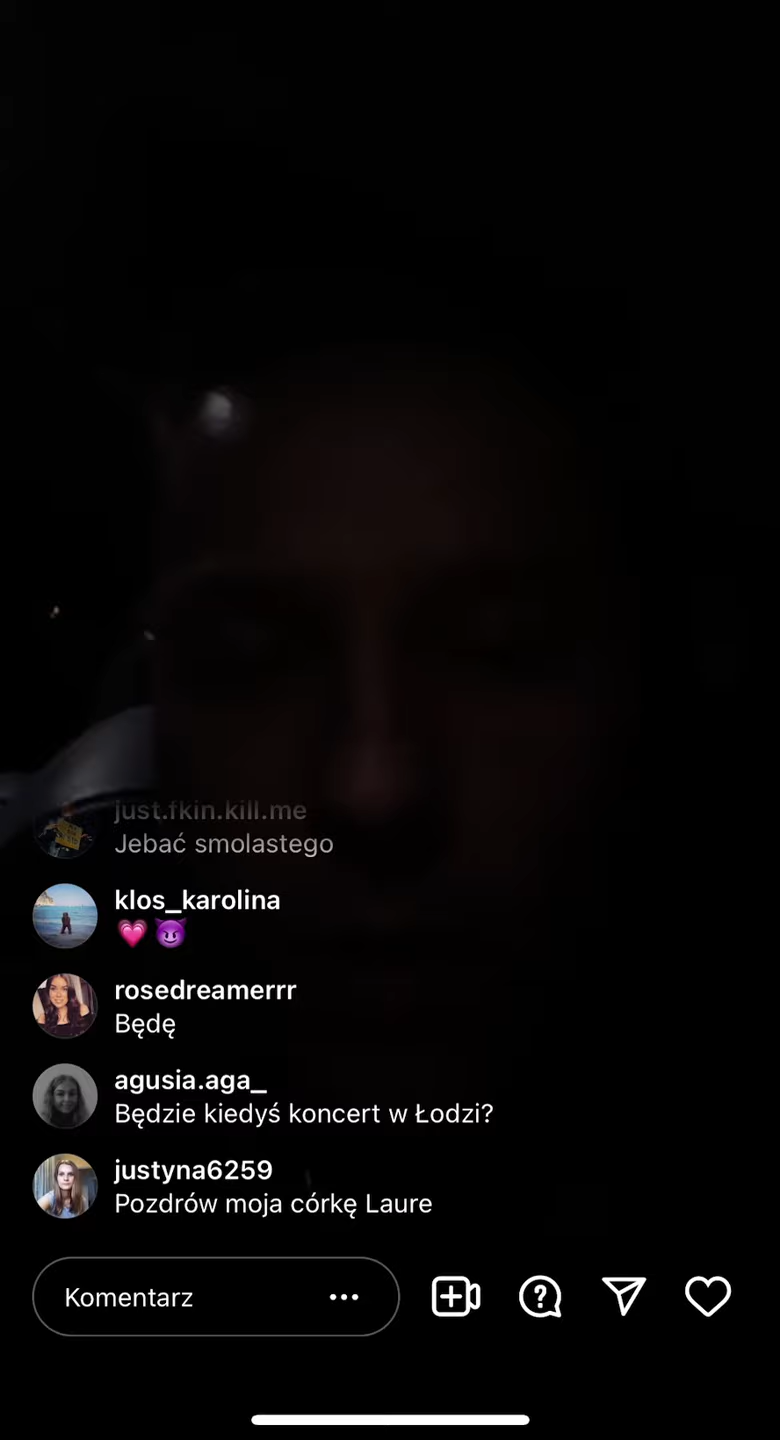 just.fkin.kill.me
Jebać smolastego
klos_karolina
💗😈
rosedreamerrr
Będę
agusia.aga_
Będzie kiedyś koncert w Łodzi?
justyna6259
Pozdrów moja córkę Laure
Komentarz